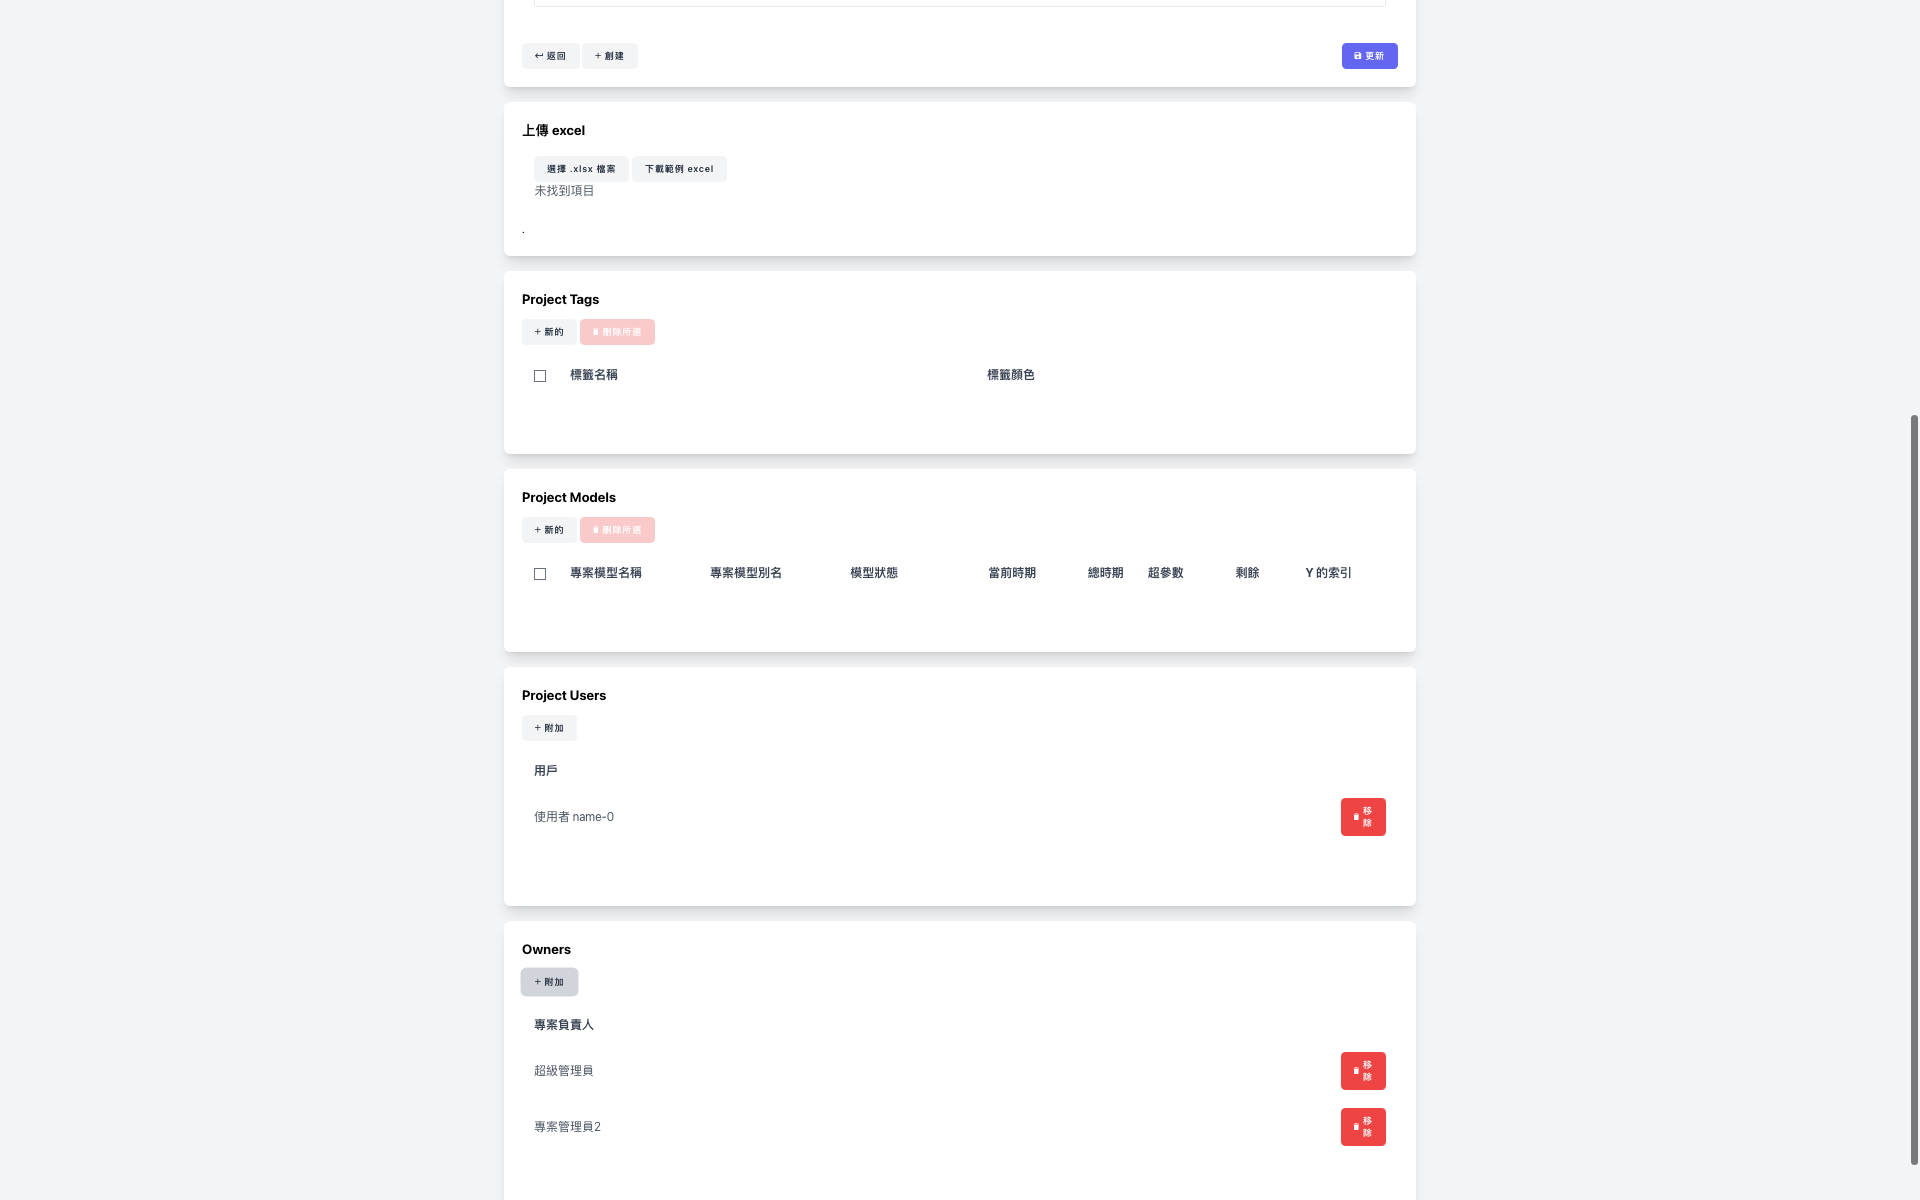 返回
創建
更新
上傳 excel
選擇 .xlsx 檔案
下載範例 excel
未找到項目
.
Project Tags
+ 新的
刪除所選
標籤名稱
標籤顏色
Project Models
+ 新的
刪除所選
專案模型名稱
專案模型別名
模型狀態
當前時期
總時期
超參數
剩餘
Y 的索引
Project Users
+ 附加
用戶
使用者 name-0
移
除
Owners
+ 附加
專案負責人
超級管理員
移
除
專案管理員2
移
除